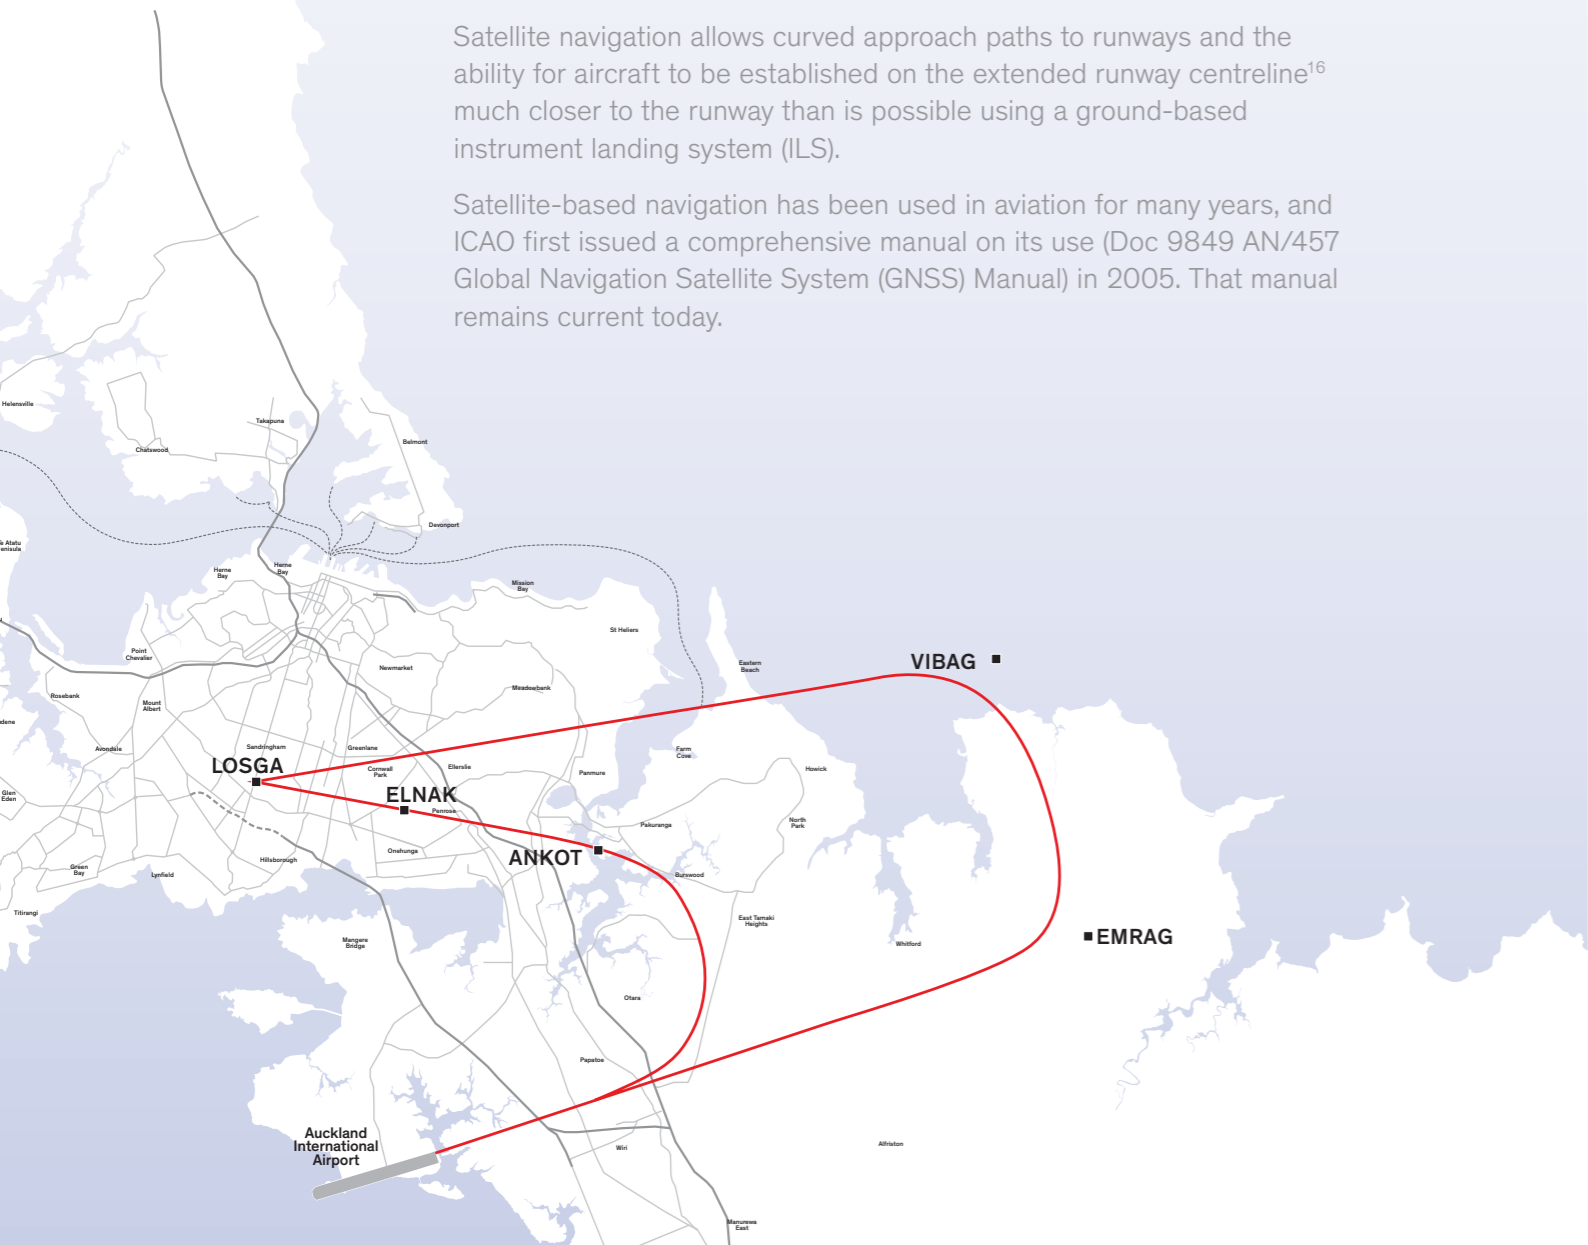 Satellite navigation allows curved approach paths to runways and the
ability for aircraft to be established on the extended runway centreline16
much closer to the runway than is possible using a ground-based
instrument landing system (ILS).
Satellite-based navigation has been used in aviation for many years, and
ICAO first issued a comprehensive manual on its use (Doc 9849 AN/457
Global Navigation Satellite System (GNSS) Manual) in 2005. That manual
remains current today.
Helensville
Takapuna
Belmont
Chatswood
Devonport
Atatu
Herne
Bay
Herne
Bay
Mission
Bay
St Heliers
Point
Chevalier
Newmarket
Eastern
Beach
VIBAG
Meadowbank
Rosebank
Mount
Albert
Avondale
Sandringham
Greenlane
Farm
Cove
LOSGA
Cornwall
Park
Ellerslie
Panmure
Howick
Glen
Eden
ELNAK
Penrose
North
Park
Pakuranga
Onehunga
ANKOT
Hillsborough
Green
Bay
Lynfield
Burswood
Titirangi
East Tamaki
Heights
Mangere
Bridge
Whitford
EMRAG
Otara
Papatoe
Auckland
International
Airport
Wiri
Alfriston
Manurewa
East